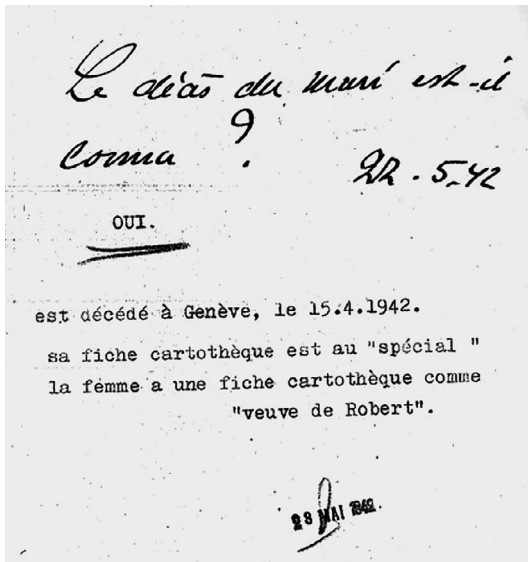 Le décès du mari est-il
connu ?
22.5.42
OUI.
est décédé à Genève, le 15.4.1942.
sa fiche cartothèque est au "spécial "
la femme a une fiche cartothèque comme
"veuve de Robert".
23 MAI 1942